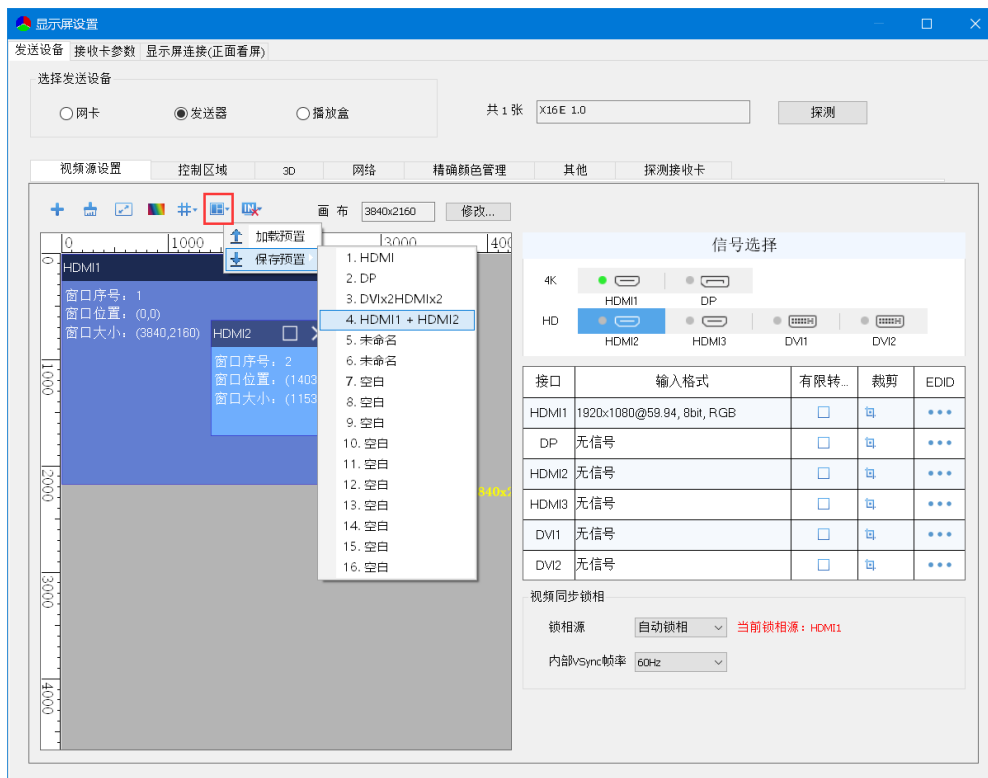 显示屏设置
发送设备 接收卡参数 显示屏连接(正面看屏)
选择发送设备
网卡 发送器 播放盒 共 1 张 X16E 1.0 探测
视频源设置 控制区域 3D 网络 精确颜色管理 其他 探测接收卡
画 布 3840x2160 修改...
加载预置
保存预置
0 1000 3000
HDMI1
窗口序号：1
窗口位置：(0,0)
窗口大小：(3840,2160)
HDMI2
窗口序号：2
窗口位置：(1403
窗口大小：(1153
1000
2000
3000
4000
1. HDMI
2. DP
3. DVIx2HDMIx2
4. HDMI1 + HDMI2
5. 未命名
6. 未命名
7. 空白
8. 空白
9. 空白
10. 空白
11. 空白
12. 空白
13. 空白
14. 空白
15. 空白
16. 空白
840x2
信号选择
4K
HDMI1 DP
HD
HDMI2 HDMI3 DVI1 DVI2
接口 输入格式 有限转... 裁剪 EDID
HDMI1 1920x1080@59.94, 8bit, RGB
DP 无信号
HDMI2 无信号
HDMI3 无信号
DVI1 无信号
DVI2 无信号
视频同步锁相
锁相源 自动锁相 当前锁相源：HDMI1
内部VSync帧率 60Hz